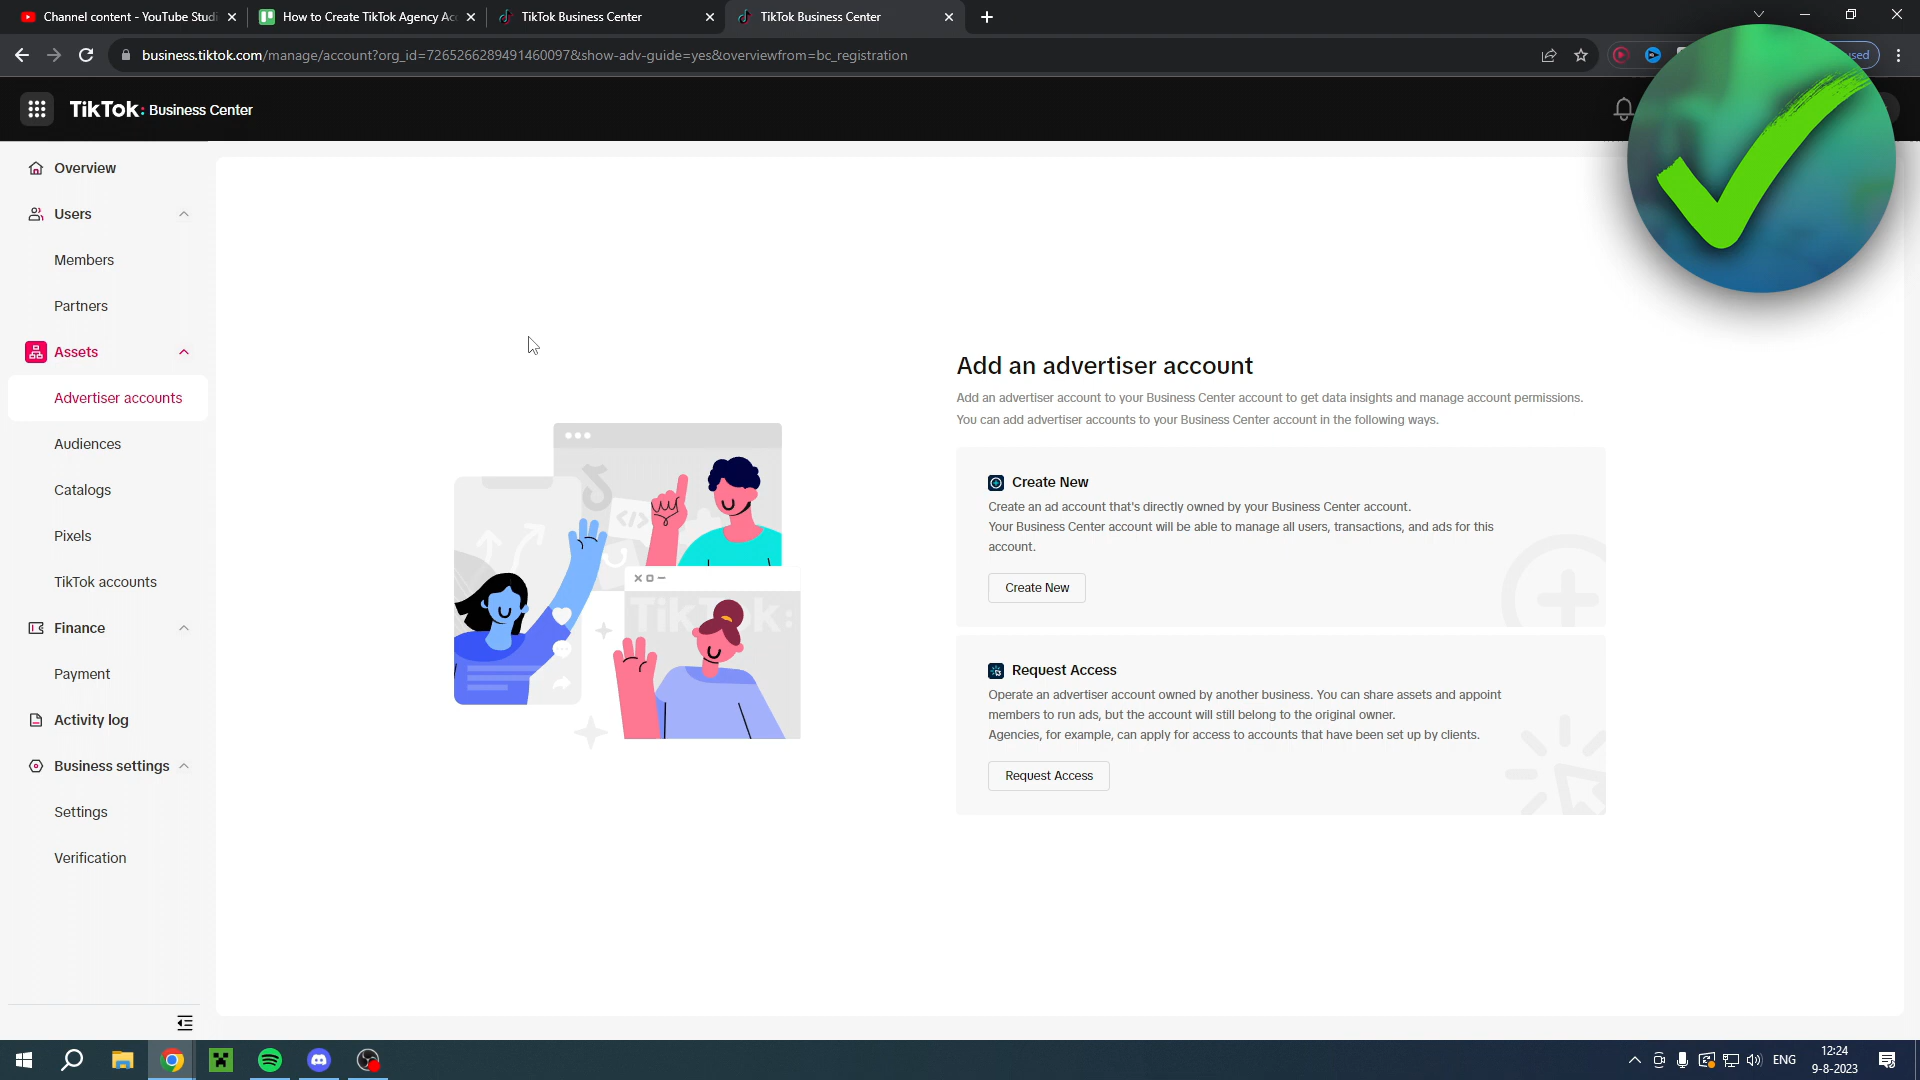 Channel content - YouTube Studi
How to Create TikTok Agency Acc
TikTok Business Center
TikTok Business Center
business.tiktok.com/manage/account?org_id=7265266289491460097&show-adv-guide=yes&overviewfrom=bc_registration
used
TikTok: Business Center
Overview
Users
Members
Partners
Assets
Advertiser accounts
Audiences
Catalogs
Pixels
TikTok accounts
Finance
Payment
Activity log
Business settings
Settings
Verification
TikTok:
Add an advertiser account
Add an advertiser account to your Business Center account to get data insights and manage account permissions.
You can add advertiser accounts to your Business Center account in the following ways.
Create New
Create an ad account that's directly owned by your Business Center account.
Your Business Center account will be able to manage all users, transactions, and ads for this
account.
Create New
Request Access
Operate an advertiser account owned by another business. You can share assets and appoint
members to run ads, but the account will still belong to the original owner.
Agencies, for example, can apply for access to accounts that have been set up by clients.
Request Access
ENG
12:24
9-8-2023